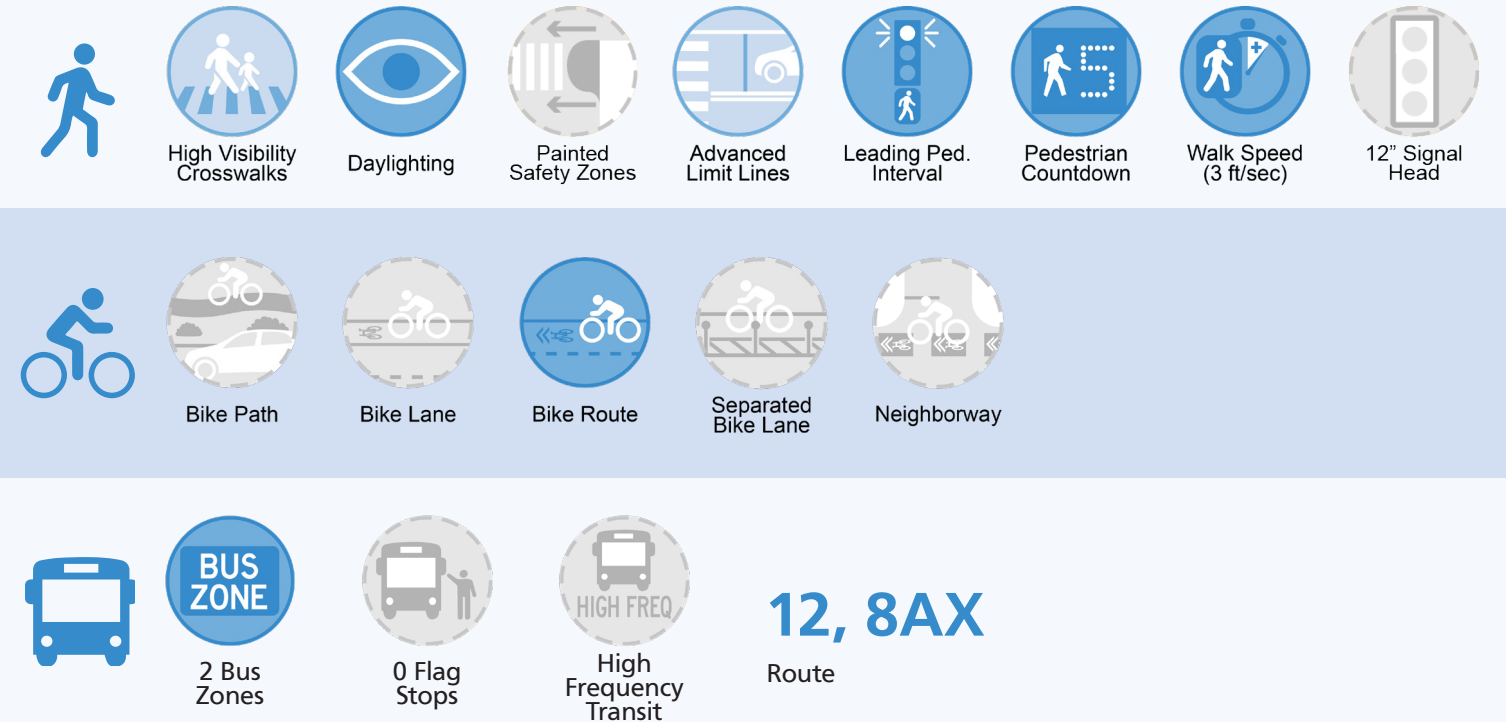 High Visibility
Crosswalks
Daylighting
Painted
Safety Zones
Advanced
Limit Lines
Leading Ped.
Interval
5
Pedestrian
Countdown
Walk Speed
(3 ft/sec)
12” Signal
Head
Bike Path
Bike Lane
Bike Route
Separated
Bike Lane
Neighborway
BUS
ZONE
2 Bus
Zones
0 Flag
Stops
HIGH FREQ
High
Frequency
Transit
12, 8AX
Route